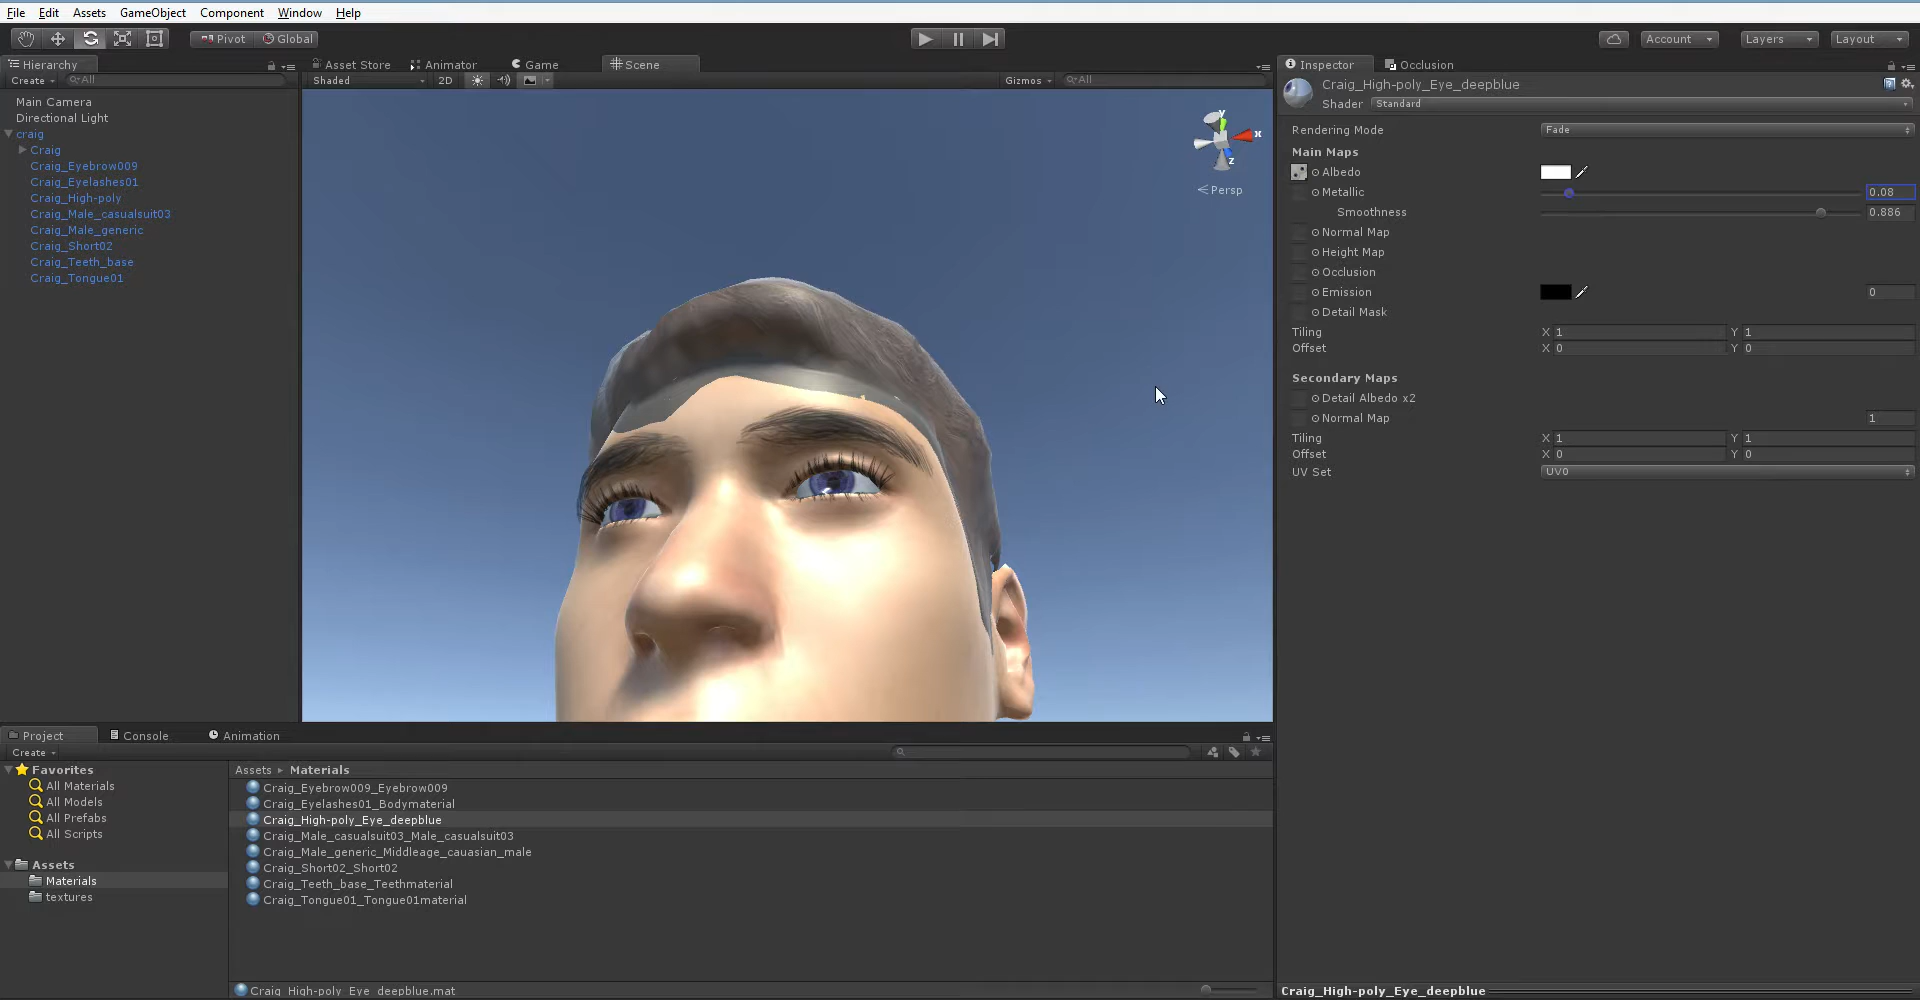 File Edit Assets GameObject Component Window Help
Pivot Global Account Layers Layout
Hierarchy
Create All
Main Camera
Directional Light
craig
Craig
Craig_Eyebrow009
Craig_Eyelashes01
Craig_High-poly
Craig_Male_casualsuit03
Craig_Male_generic
Craig_Short02
Craig_Teeth_base
Craig_Tongue01
Asset Store Animator Game Scene
Shaded 2D Gizmos All
y
x
z
Persp
Inspector Occlusion
Craig_High-poly_Eye_deepblue
Shader Standard
Rendering Mode Fade
Main Maps
Albedo
Metallic 0.08
Smoothness 0.886
Normal Map
Height Map
Occlusion
Emission 0
Detail Mask
Tiling X 1 Y 1
Offset X 0 Y 0
Secondary Maps
Detail Albedo x2
Normal Map 1
Tiling X 1 Y 1
Offset X 0 Y 0
UV Set UV0
Project Console Animation
Create
Favorites
All Materials
All Models
All Prefabs
All Scripts
Assets
Materials
textures
Assets Materials
Craig_Eyebrow009_Eyebrow009
Craig_Eyelashes01_Bodymaterial
Craig_High-poly_Eye_deepblue
Craig_Male_casualsuit03_Male_casualsuit03
Craig_Male_generic_Middleage_cauasian_male
Craig_Short02_Short02
Craig_Teeth_base_Teethmaterial
Craig_Tongue01_Tongue01material
Craig_High-poly_Eye_deepblue.mat
Craig_High-poly_Eye_deepblue